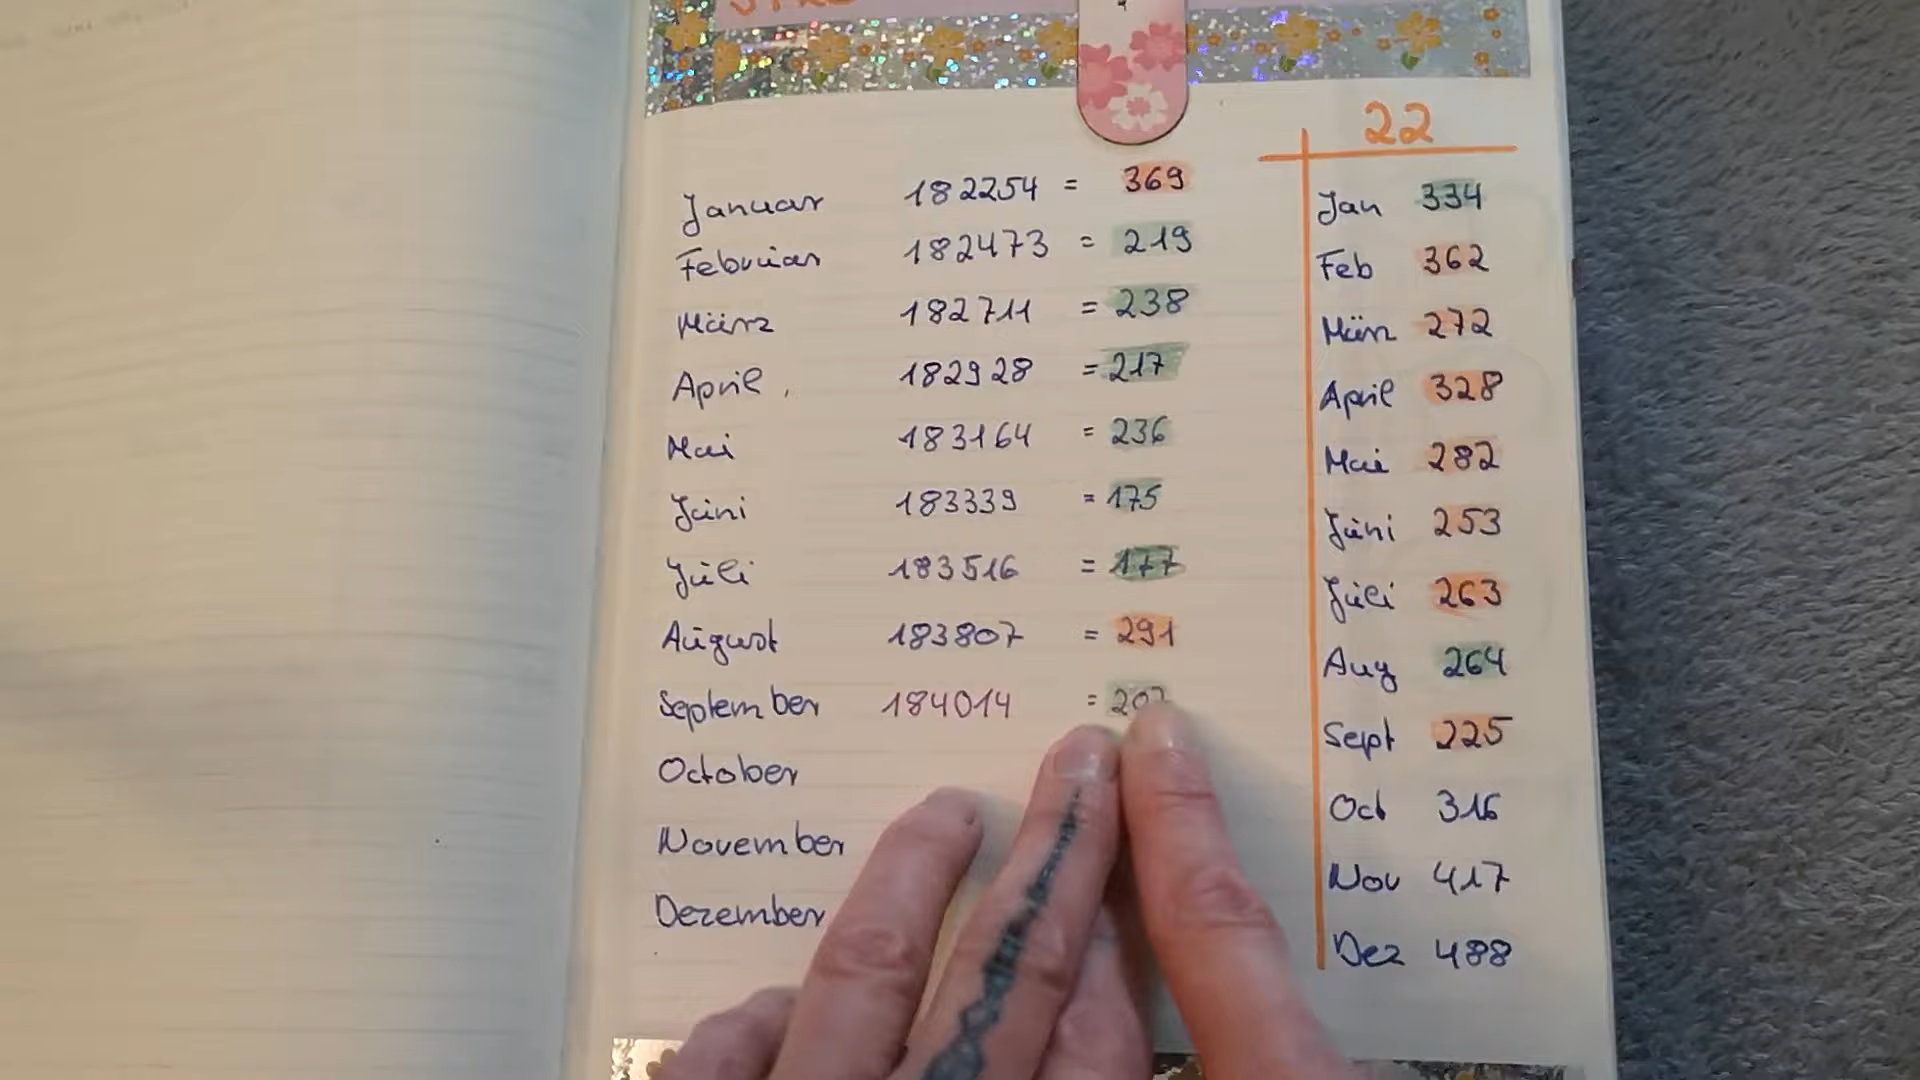 Januar 182254 = 369
Februar 182473 = 219
März 182711 = 238
April 182928 = 217
Mai 183164 = 236
Juni 183339 = 175
Juli 183516 = 177
August 183807 = 291
September 184014 = 207
October
November
Dezember
22
Jan 334
Feb 362
März 272
April 328
Mai 282
Juni 253
Juli 263
Aug 264
Sept 225
Oct 316
Nov 417
Dez 488